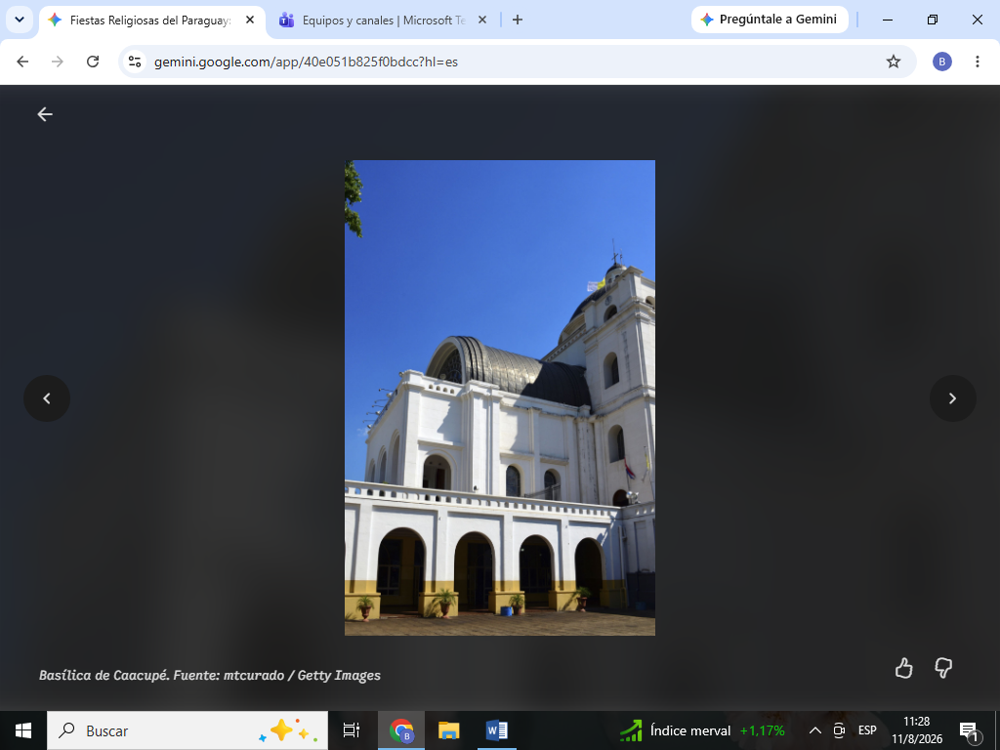 Fiestas Religiosas del Paraguay:
Equipos y canales | Microsoft Te
Pregúntale a Gemini
gemini.google.com/app/40e051b825f0bdcc?hl=es
B
Basílica de Caacupé. Fuente: mtcurado / Getty Images
Buscar
B
Índice merval +1,17%
ESP
11:28
11/8/2026
1